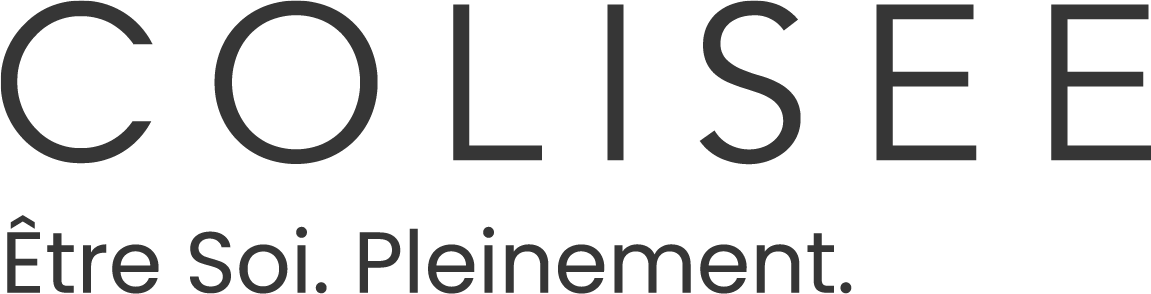 COLISEE
Être Soi. Pleinement.